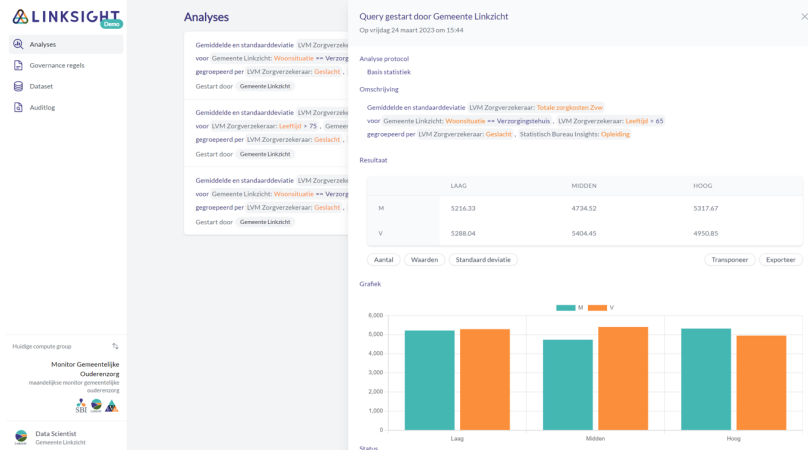 LINKSIGHT
Demo
Analyses
Governance regels
Dataset
Auditlog
Huidige compute group
Monitor Gemeentelijke
Ouderenzorg
maandelijkse monitor gemeentelijke
ouderenzorg
SBI
Data Scientist
Gemeente Linkzicht
Analyses
Gemiddelde en standaarddeviatie LVM Zorgverzeke
voor Gemeente Linkzicht: Woonsituatie == Verzorg
gegroepeerd per LVM Zorgverzekeraar: Geslacht ,
Gestart door Gemeente Linkzicht
Gemiddelde en standaarddeviatie LVM Zorgverzeke
voor LVM Zorgverzekeraar: Leeftijd > 75 , Gemeen
gegroepeerd per LVM Zorgverzekeraar: Geslacht ,
Gestart door Gemeente Linkzicht
Gemiddelde en standaarddeviatie LVM Zorgverzeke
voor Gemeente Linkzicht: Woonsituatie == Verzorg
gegroepeerd per LVM Zorgverzekeraar: Geslacht ,
Gestart door Gemeente Linkzicht
Query gestart door Gemeente Linkzicht
Op vrijdag 24 maart 2023 om 15:44
Analyse protocol
Basis statistiek
Omschrijving
Gemiddelde en standaarddeviatie LVM Zorgverzekeraar: Totale zorgkosten Zvw
voor Gemeente Linkzicht: Woonsituatie == Verzorgingstehuis , LVM Zorgverzekeraar: Leeftijd > 65
gegroepeerd per LVM Zorgverzekeraar: Geslacht , Statistisch Bureau Insights: Opleiding
Resultaat
LAAG MIDDEN HOOG
M 5216.33 4734.52 5317.67
V 5288.04 5404.45 4950.85
Aantal Waarden Standaard deviatie Transponeer Exporteer
Grafiek
M V
6,000
5,000
4,000
3,000
2,000
1,000
0
Laag Midden Hoog
Status